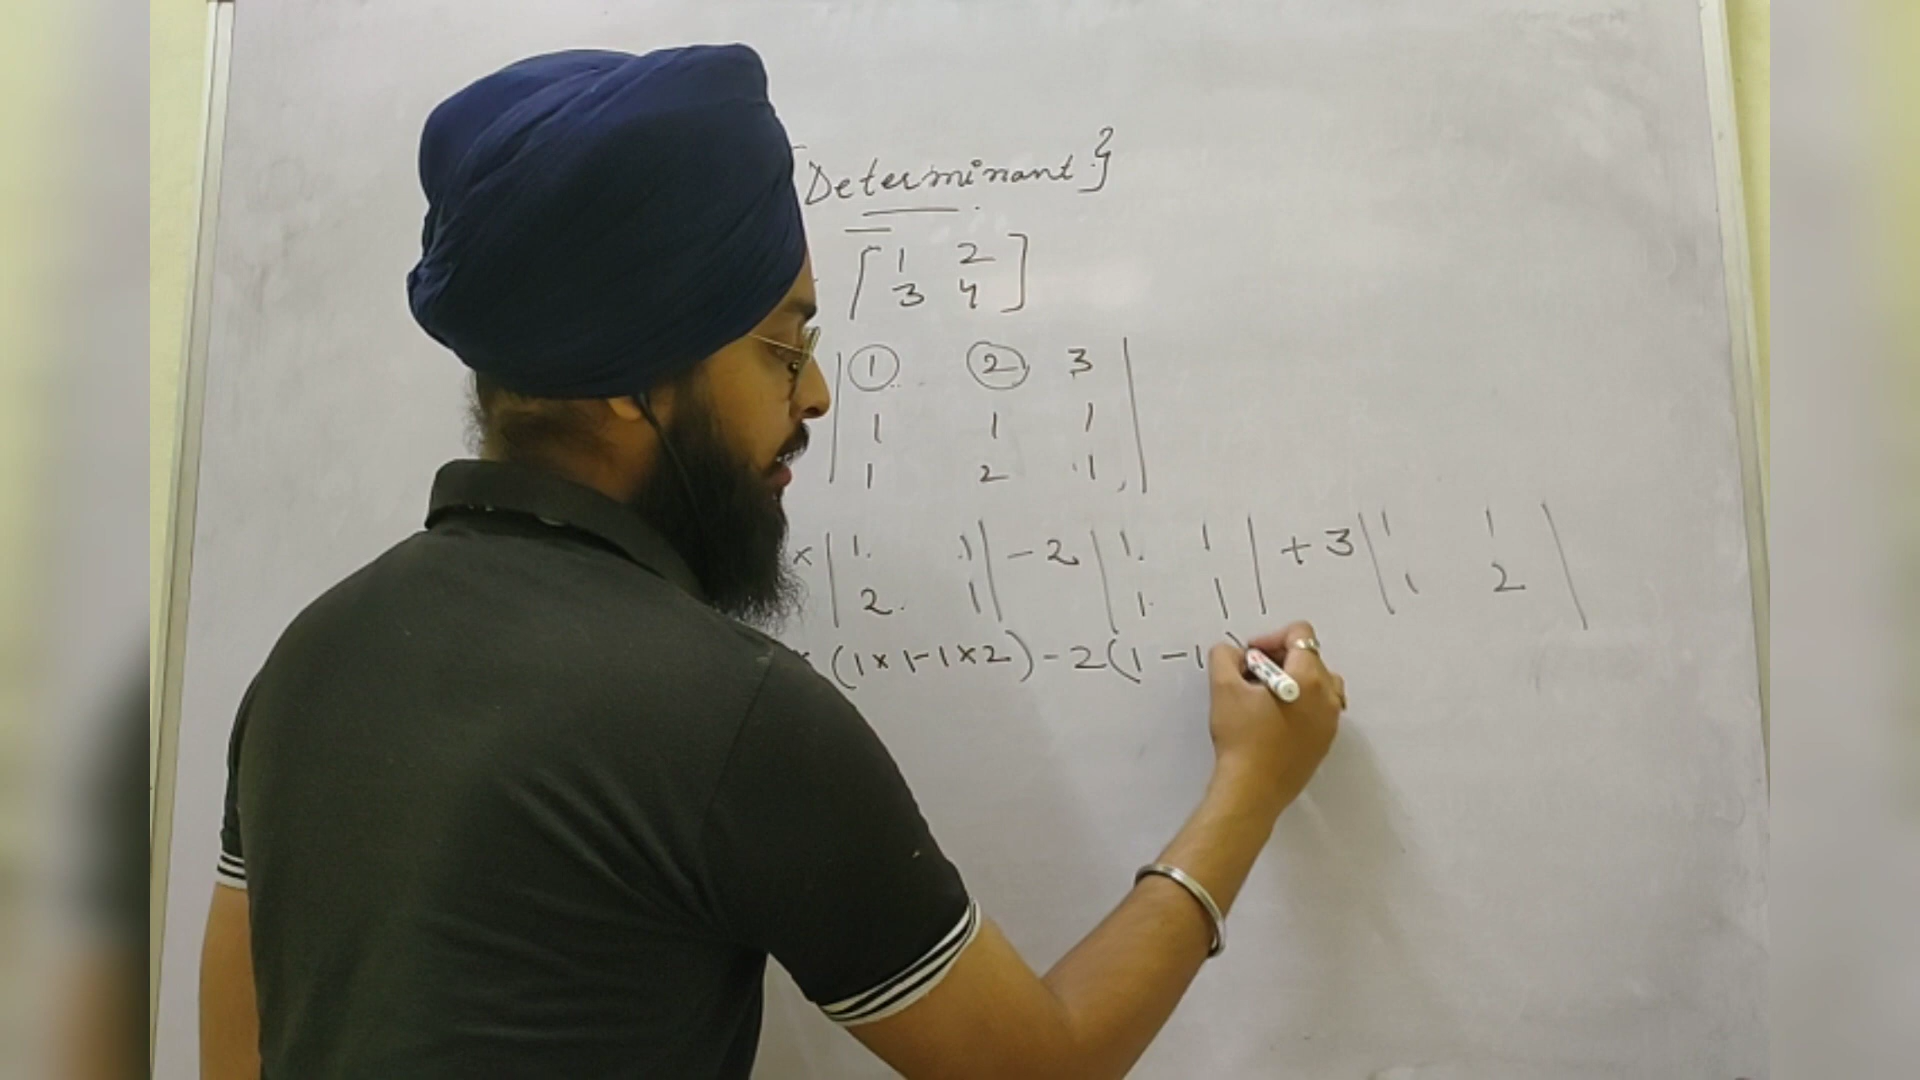 {Determinant}
[1 2
3 4]
| 1 2 3 |
1 1 1
1 2 1
× | 1 1 | - 2 | 1 1 | + 3 | 1 1 |
2 1 1 1 1 2
× (1×1-1×2) - 2(1-1)